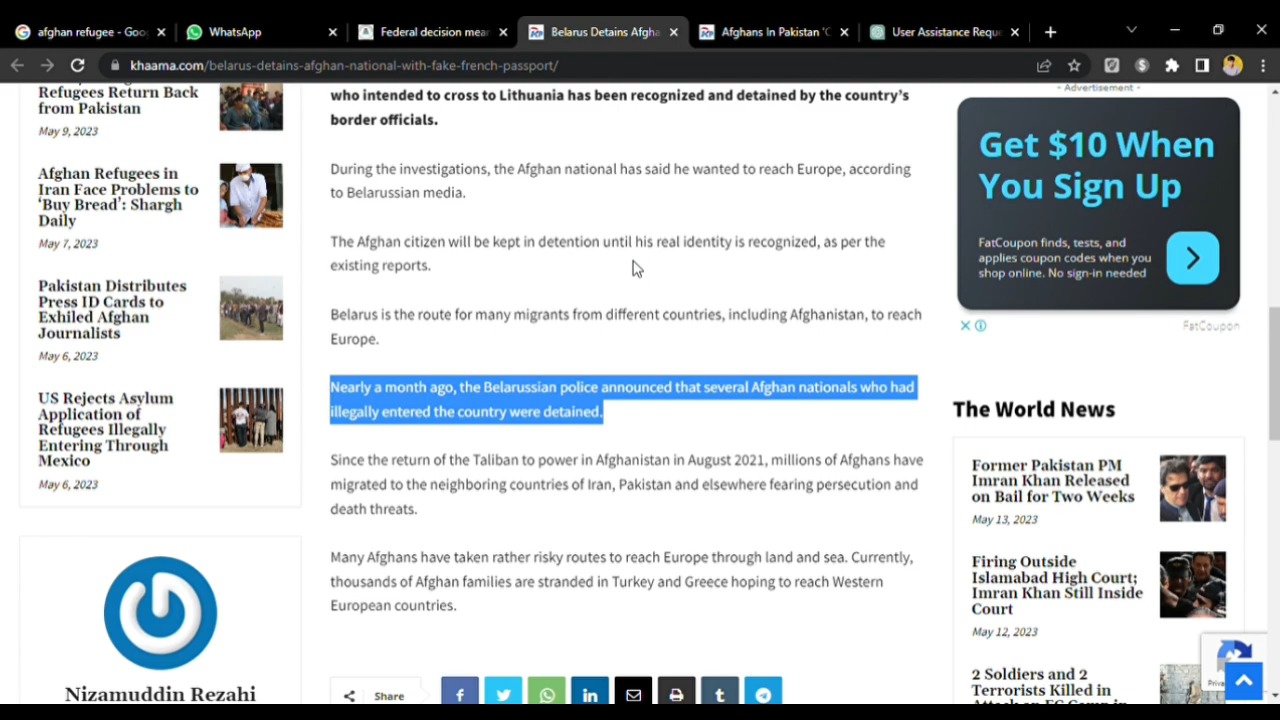 afghan refugee - Goo
WhatsApp
Federal decision mea
Belarus Detains Afgha
Afghans In Pakistan 'C
User Assistance Reque
khaama.com/belarus-detains-afghan-national-with-fake-french-passport/
Refugees Return Back
from Pakistan
May 9, 2023
Afghan Refugees in
Iran Face Problems to
‘Buy Bread’: Shargh
Daily
May 7, 2023
Pakistan Distributes
Press ID Cards to
Exhiled Afghan
Journalists
May 6, 2023
US Rejects Asylum
Application of
Refugees Illegally
Entering Through
Mexico
May 6, 2023
Nizamuddin Rezahi
who intended to cross to Lithuania has been recognized and detained by the country’s
border officials.
During the investigations, the Afghan national has said he wanted to reach Europe, according
to Belarussian media.
The Afghan citizen will be kept in detention until his real identity is recognized, as per the
existing reports.
Belarus is the route for many migrants from different countries, including Afghanistan, to reach
Europe.
Nearly a month ago, the Belarussian police announced that several Afghan nationals who had
illegally entered the country were detained.
Since the return of the Taliban to power in Afghanistan in August 2021, millions of Afghans have
migrated to the neighboring countries of Iran, Pakistan and elsewhere fearing persecution and
death threats.
Many Afghans have taken rather risky routes to reach Europe through land and sea. Currently,
thousands of Afghan families are stranded in Turkey and Greece hoping to reach Western
European countries.
Share
- Advertisement -
Get $10 When
You Sign Up
FatCoupon finds, tests, and
applies coupon codes when you
shop online. No sign-in needed
FatCoupon
The World News
Former Pakistan PM
Imran Khan Released
on Bail for Two Weeks
May 13, 2023
Firing Outside
Islamabad High Court;
Imran Khan Still Inside
Court
May 12, 2023
2 Soldiers and 2
Terrorists Killed in